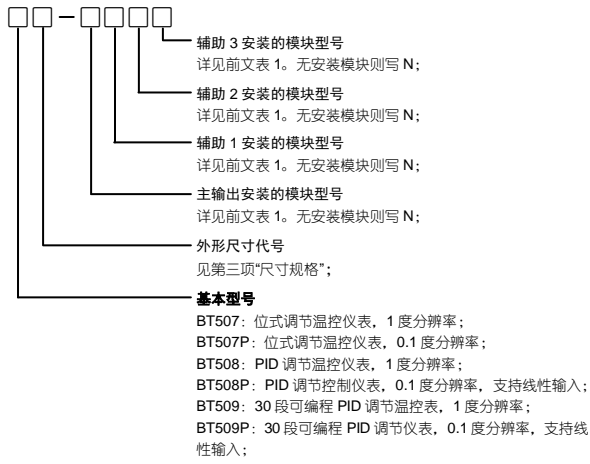 辅助 3 安装的模块型号
详见前文表 1。无安装模块则写 N；
辅助 2 安装的模块型号
详见前文表 1。无安装模块则写 N；
辅助 1 安装的模块型号
详见前文表 1。无安装模块则写 N；
主输出安装的模块型号
详见前文表 1。无安装模块则写 N；
外形尺寸代号
见第三项“尺寸规格”；
基本型号
BT507：位式调节温控仪表，1 度分辨率；
BT507P：位式调节温控仪表，0.1 度分辨率；
BT508：PID 调节温控仪表，1 度分辨率；
BT508P：PID 调节控制仪表，0.1 度分辨率，支持线性输入；
BT509：30 段可编程 PID 调节温控表，1 度分辨率；
BT509P：30 段可编程 PID 调节仪表，0.1 度分辨率，支持线
性输入；